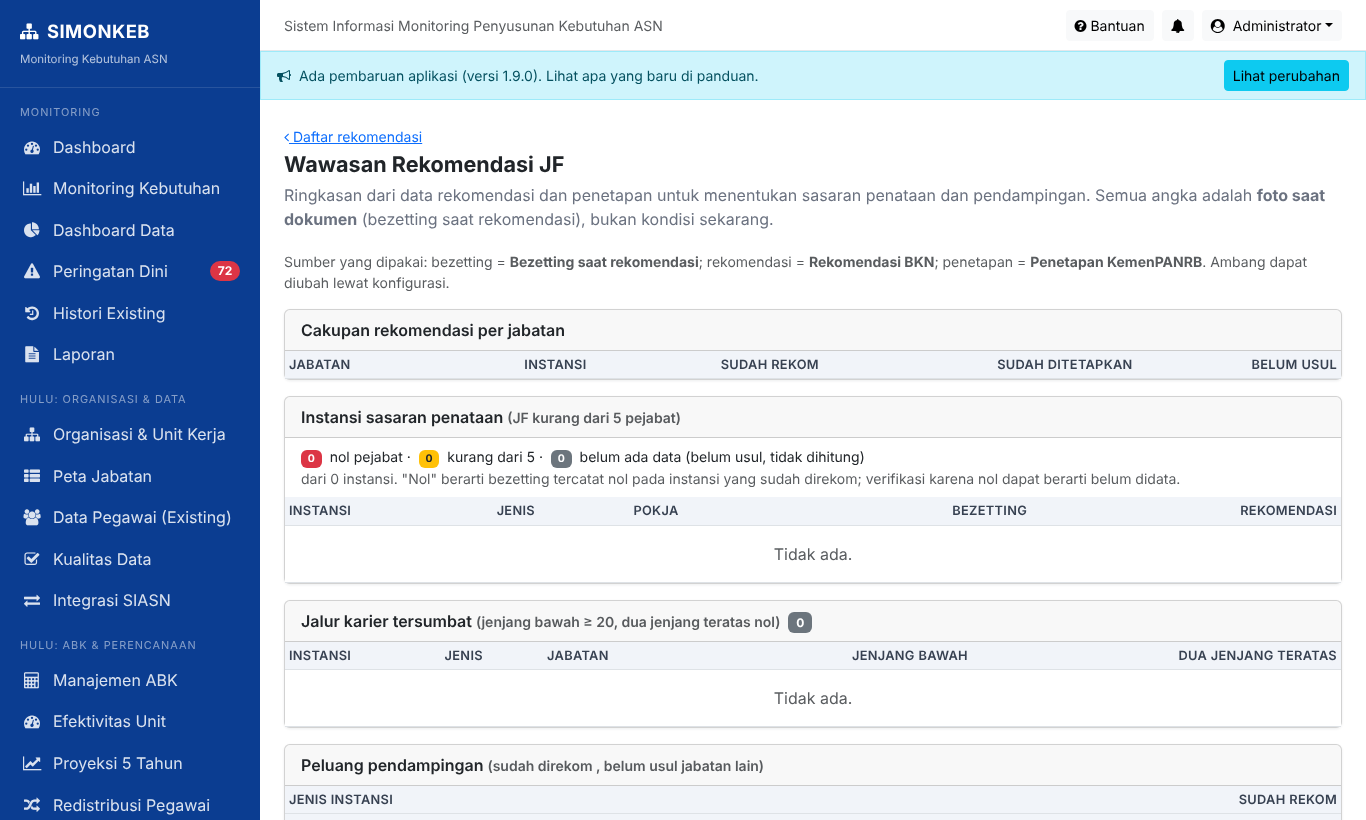 SIMONKEB
Monitoring Kebutuhan ASN
MONITORING
Dashboard
Monitoring Kebutuhan
Dashboard Data
Peringatan Dini 72
Histori Existing
Laporan
HULU: ORGANISASI & DATA
Organisasi & Unit Kerja
Peta Jabatan
Data Pegawai (Existing)
Kualitas Data
Integrasi SIASN
HULU: ABK & PERENCANAAN
Manajemen ABK
Efektivitas Unit
Proyeksi 5 Tahun
Redistribusi Pegawai
Sistem Informasi Monitoring Penyusunan Kebutuhan ASN
Bantuan
Administrator
Ada pembaruan aplikasi (versi 1.9.0). Lihat apa yang baru di panduan.
Lihat perubahan
Daftar rekomendasi
Wawasan Rekomendasi JF
Ringkasan dari data rekomendasi dan penetapan untuk menentukan sasaran penataan dan pendampingan. Semua angka adalah foto saat
dokumen (bezetting saat rekomendasi), bukan kondisi sekarang.
Sumber yang dipakai: bezetting = Bezetting saat rekomendasi; rekomendasi = Rekomendasi BKN; penetapan = Penetapan KemenPANRB. Ambang dapat
diubah lewat konfigurasi.
Cakupan rekomendasi per jabatan
JABATAN INSTANSI SUDAH REKOM SUDAH DITETAPKAN BELUM USUL
Instansi sasaran penataan (JF kurang dari 5 pejabat)
0 nol pejabat · 0 kurang dari 5 · 0 belum ada data (belum usul, tidak dihitung)
dari 0 instansi. "Nol" berarti bezetting tercatat nol pada instansi yang sudah direkom; verifikasi karena nol dapat berarti belum didata.
INSTANSI JENIS POKJA BEZETTING REKOMENDASI
Tidak ada.
Jalur karier tersumbat (jenjang bawah ≥ 20, dua jenjang teratas nol) 0
INSTANSI JENIS JABATAN JENJANG BAWAH DUA JENJANG TERATAS
Tidak ada.
Peluang pendampingan (sudah direkom , belum usul jabatan lain)
JENIS INSTANSI SUDAH REKOM